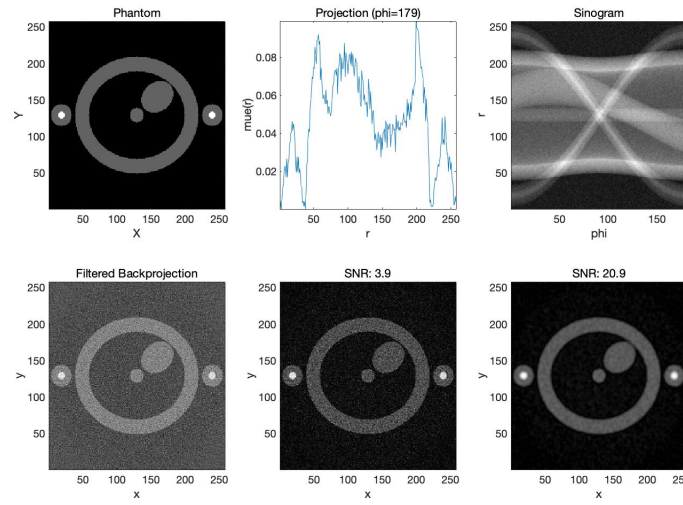 Phantom
Y
250
200
150
100
50
50 100 150 200 250
X
Projection (phi=179)
mue(r)
0.08
0.06
0.04
0.02
50 100 150 200 250
r
Sinogram
r
250
200
150
100
50
50 100 150
phi
Filtered Backprojection
y
250
200
150
100
50
50 100 150 200 250
x
SNR: 3.9
y
250
200
150
100
50
50 100 150 200 250
x
SNR: 20.9
y
250
200
150
100
50
50 100 150 200
x